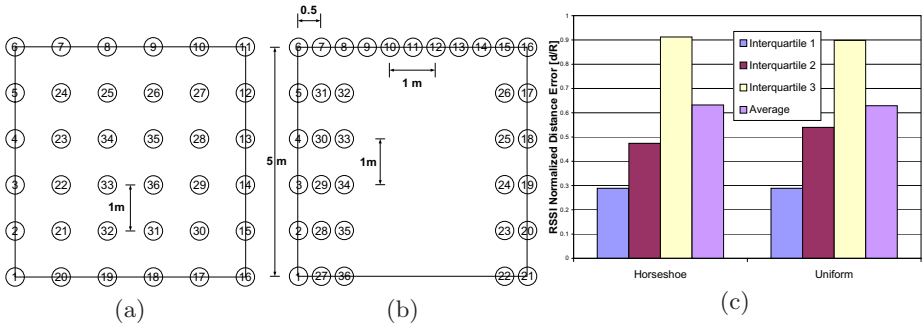 6 7 8 9 10 11
5 24 25 26 27 12
4 23 34 35 28 13
3 22 33 36 29 14
1m
2 21 32 31 30 15
1 20 19 18 17 16
(a)
0.5
6 7 8 9 10 11 12 13 14 15 16
1 m
5 31 32 26 17
4 30 33 25 18
5 m
1m
3 29 34 24 19
2 28 35 23 20
1 27 36 22 21
(b)
RSSI Normalized Distance Error [d/R]
1
0.9
0.8
0.7
0.6
0.5
0.4
0.3
0.2
0.1
0
Interquartile 1
Interquartile 2
Interquartile 3
Average
Horseshoe Uniform
(c)